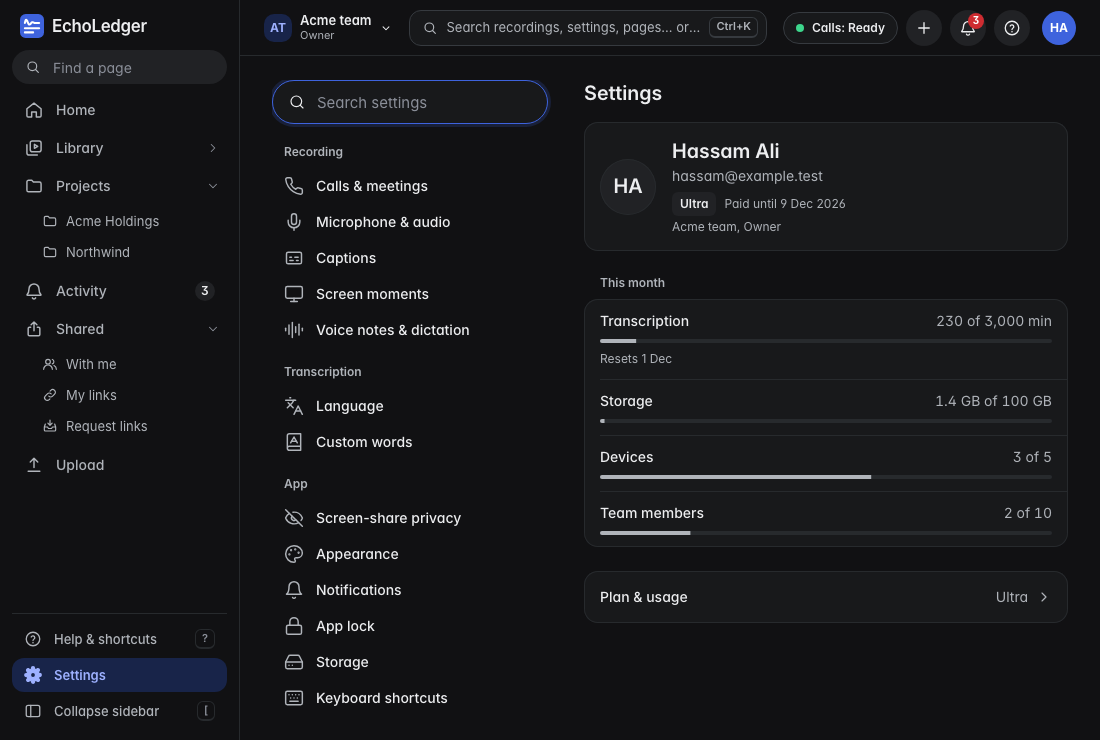 EchoLedger
Find a page
Home
Library
Projects
Acme Holdings
Northwind
Activity 3
Shared
With me
My links
Request links
Upload
Help & shortcuts ?
Settings
Collapse sidebar [
AT Acme team
Owner
Search recordings, settings, pages... or... Ctrl+K
Calls: Ready
3
HA
Search settings
Recording
Calls & meetings
Microphone & audio
Captions
Screen moments
Voice notes & dictation
Transcription
Language
Custom words
App
Screen-share privacy
Appearance
Notifications
App lock
Storage
Keyboard shortcuts
Settings
HA
Hassam Ali
hassam@example.test
Ultra Paid until 9 Dec 2026
Acme team, Owner
This month
Transcription 230 of 3,000 min
Resets 1 Dec
Storage 1.4 GB of 100 GB
Devices 3 of 5
Team members 2 of 10
Plan & usage Ultra